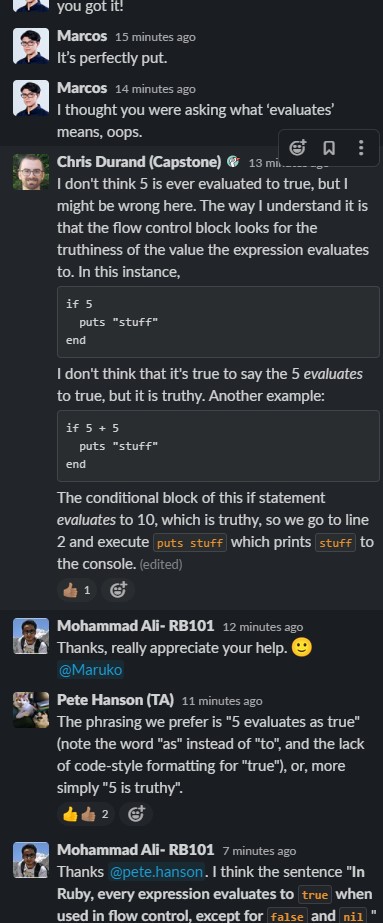 you got it!
Marcos 15 minutes ago
It's perfectly put.
Marcos 14 minutes ago
I thought you were asking what ‘evaluates’
means, oops.
Chris Durand (Capstone) 13 minutes ago
I don't think 5 is ever evaluated to true, but I
might be wrong here. The way I understand it is
that the flow control block looks for the
truthiness of the value the expression evaluates
to. In this instance,
if 5
  puts "stuff"
end
I don't think that it's true to say the 5 evaluates
to true, but it is truthy. Another example:
if 5 + 5
  puts "stuff"
end
The conditional block of this if statement
evaluates to 10, which is truthy, so we go to line
2 and execute puts stuff which prints stuff to
the console. (edited)
1
Mohammad Ali- RB101 12 minutes ago
Thanks, really appreciate your help. 🙂
@Maruko
Pete Hanson (TA) 11 minutes ago
The phrasing we prefer is "5 evaluates as true"
(note the word "as" instead of "to", and the lack
of code-style formatting for "true"), or, more
simply "5 is truthy".
2
Mohammad Ali- RB101 7 minutes ago
Thanks @pete.hanson. I think the sentence "In
Ruby, every expression evaluates to true when
used in flow control, except for false and nil "